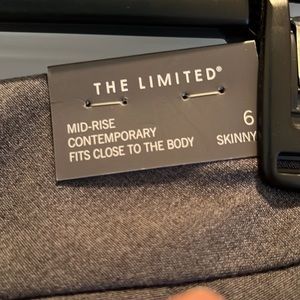 THE LIMITED®
MID-RISE
CONTEMPORARY
FITS CLOSE TO THE BODY
6
SKINNY